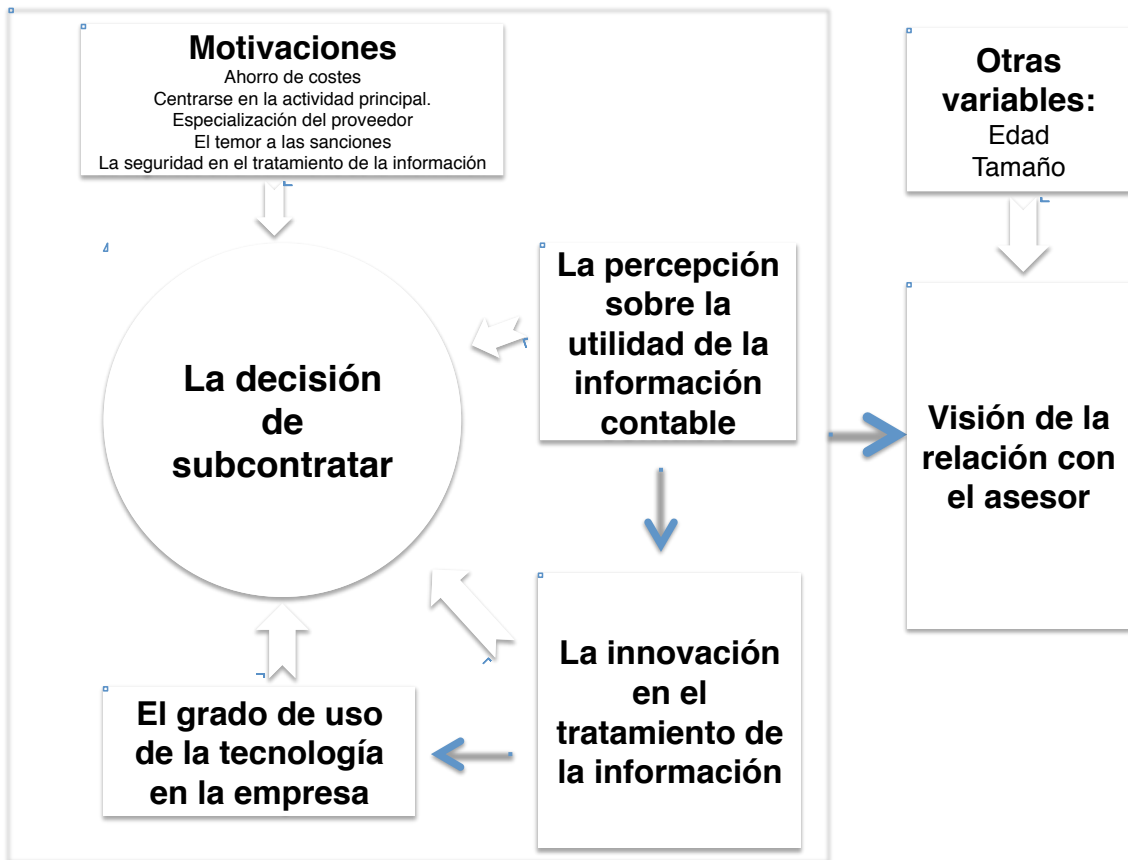 Motivaciones
Ahorro de costes
Centrarse en la actividad principal.
Especialización del proveedor
El temor a las sanciones
La seguridad en el tratamiento de la información
Otras
variables:
Edad
Tamaño
La decisión
de
subcontratar
La percepción
sobre la
utilidad de la
información
contable
Visión de la
relación con
el asesor
El grado de uso
de la tecnología
en la empresa
La innovación
en el
tratamiento de
la información